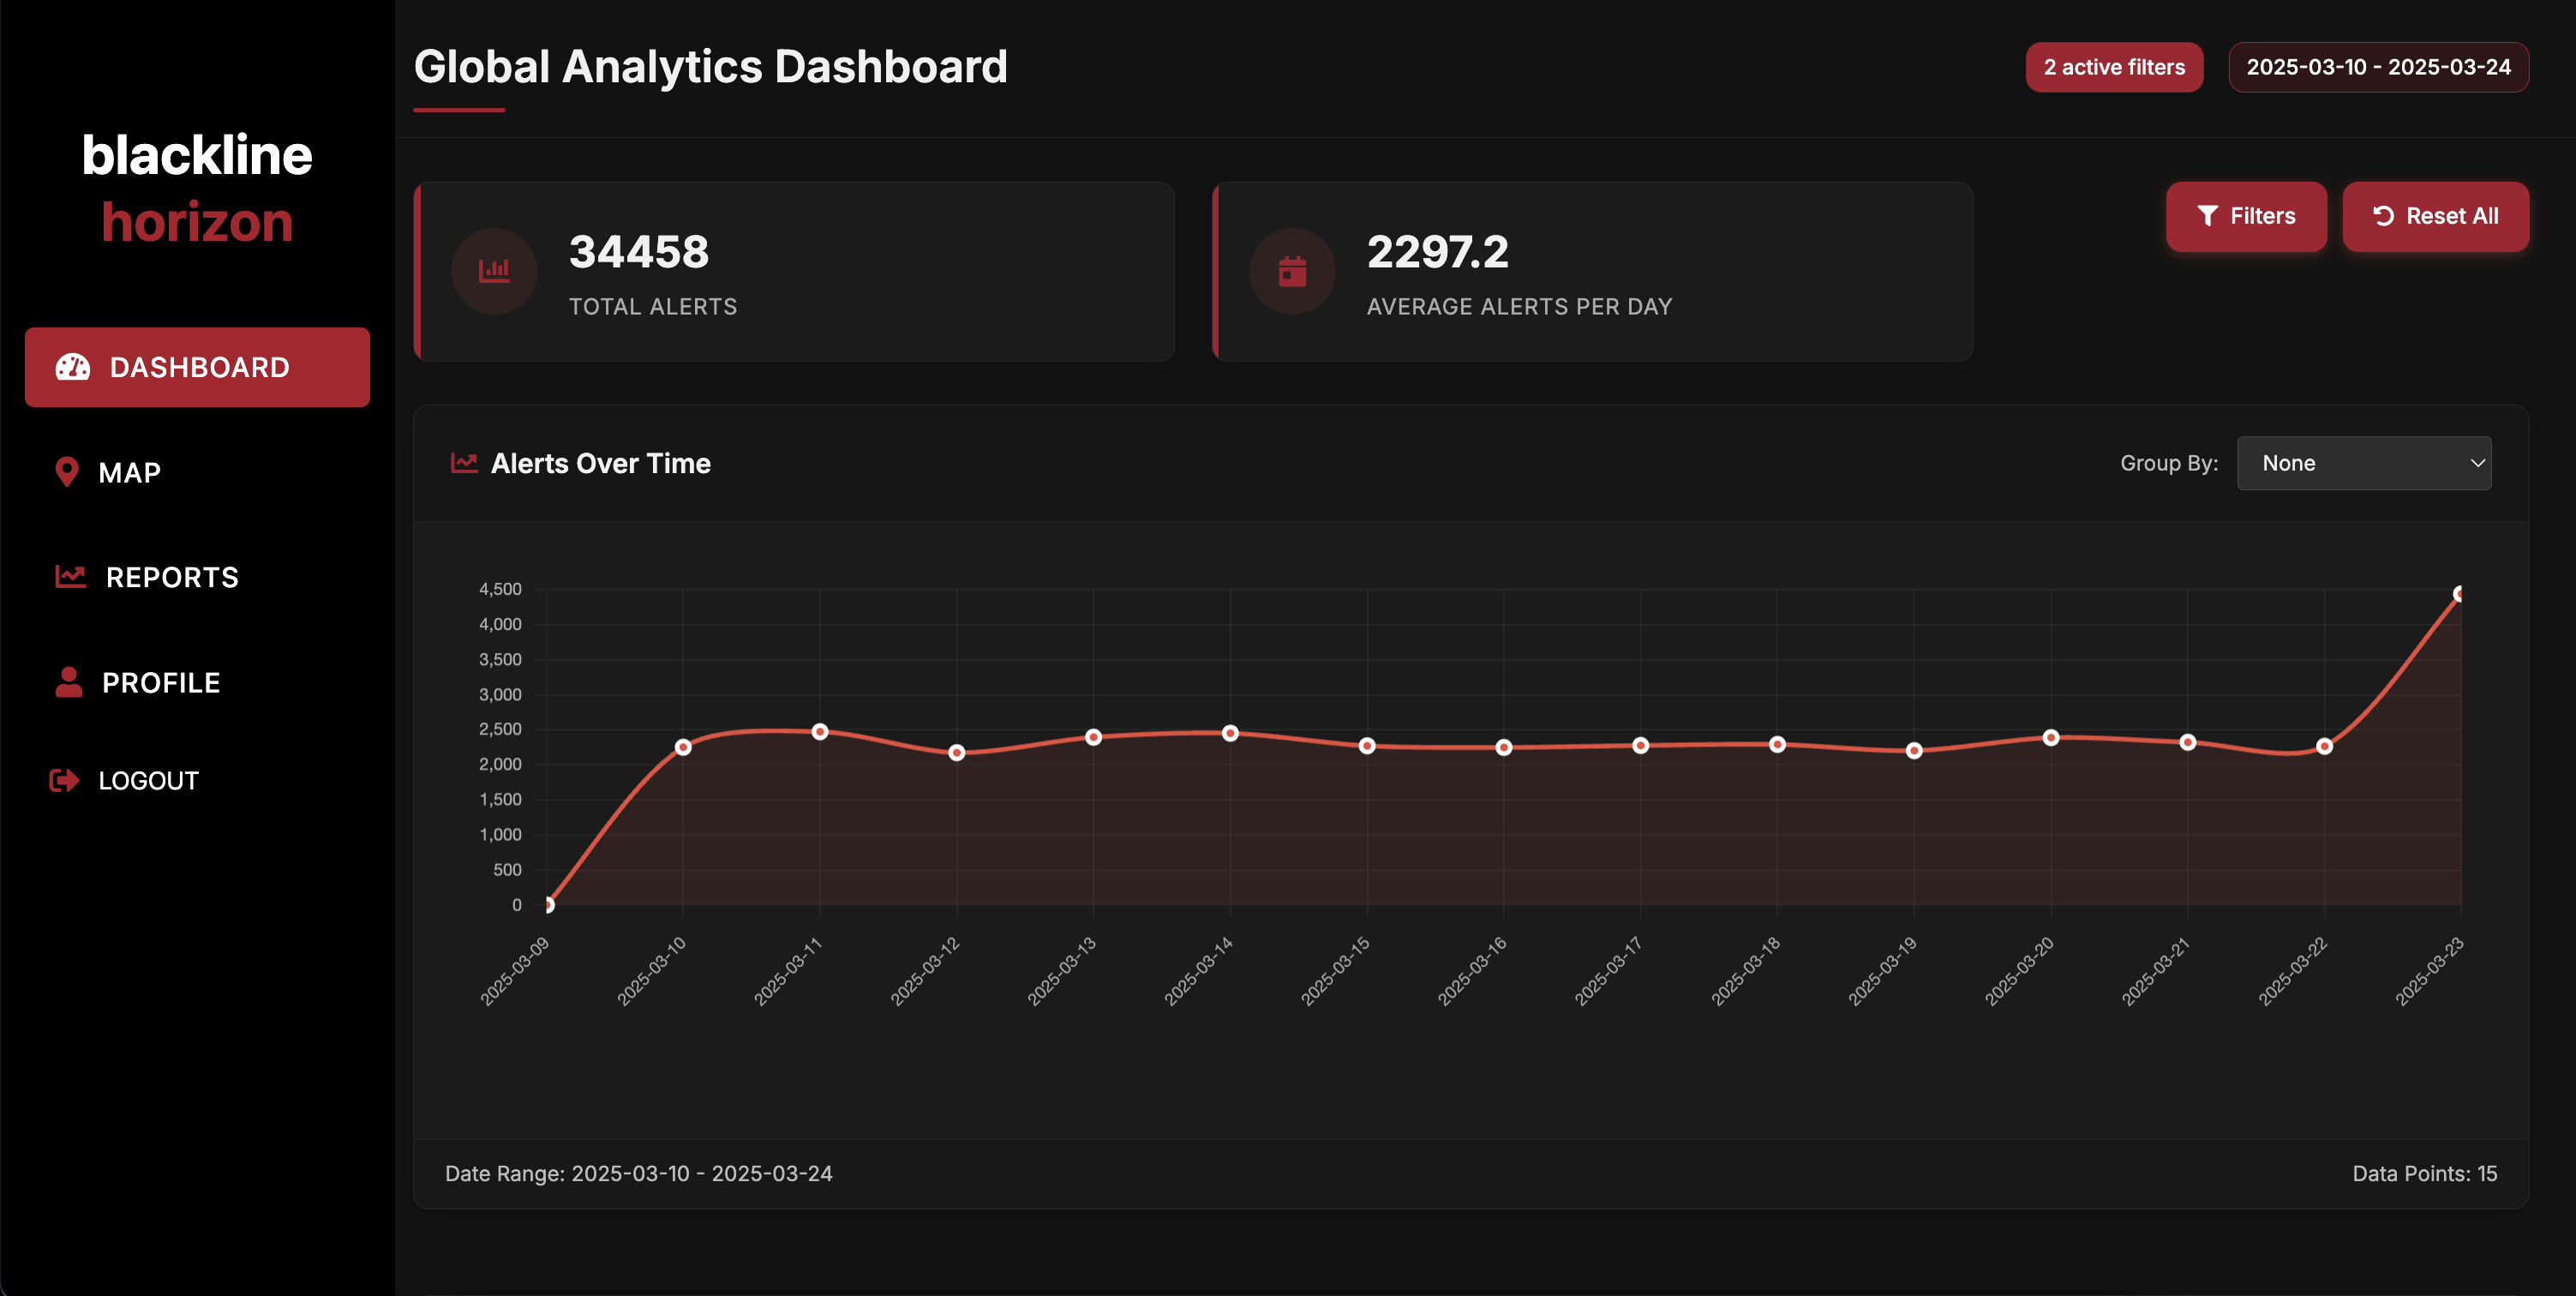 blackline
horizon
DASHBOARD
MAP
REPORTS
PROFILE
LOGOUT
Global Analytics Dashboard
2 active filters
2025-03-10 - 2025-03-24
34458
TOTAL ALERTS
2297.2
AVERAGE ALERTS PER DAY
Filters
Reset All
Alerts Over Time
Group By:
None
4,500
4,000
3,500
3,000
2,500
2,000
1,500
1,000
500
0
2025-03-09
2025-03-10
2025-03-11
2025-03-12
2025-03-13
2025-03-14
2025-03-15
2025-03-16
2025-03-17
2025-03-18
2025-03-19
2025-03-20
2025-03-21
2025-03-22
2025-03-23
Date Range: 2025-03-10 - 2025-03-24
Data Points: 15